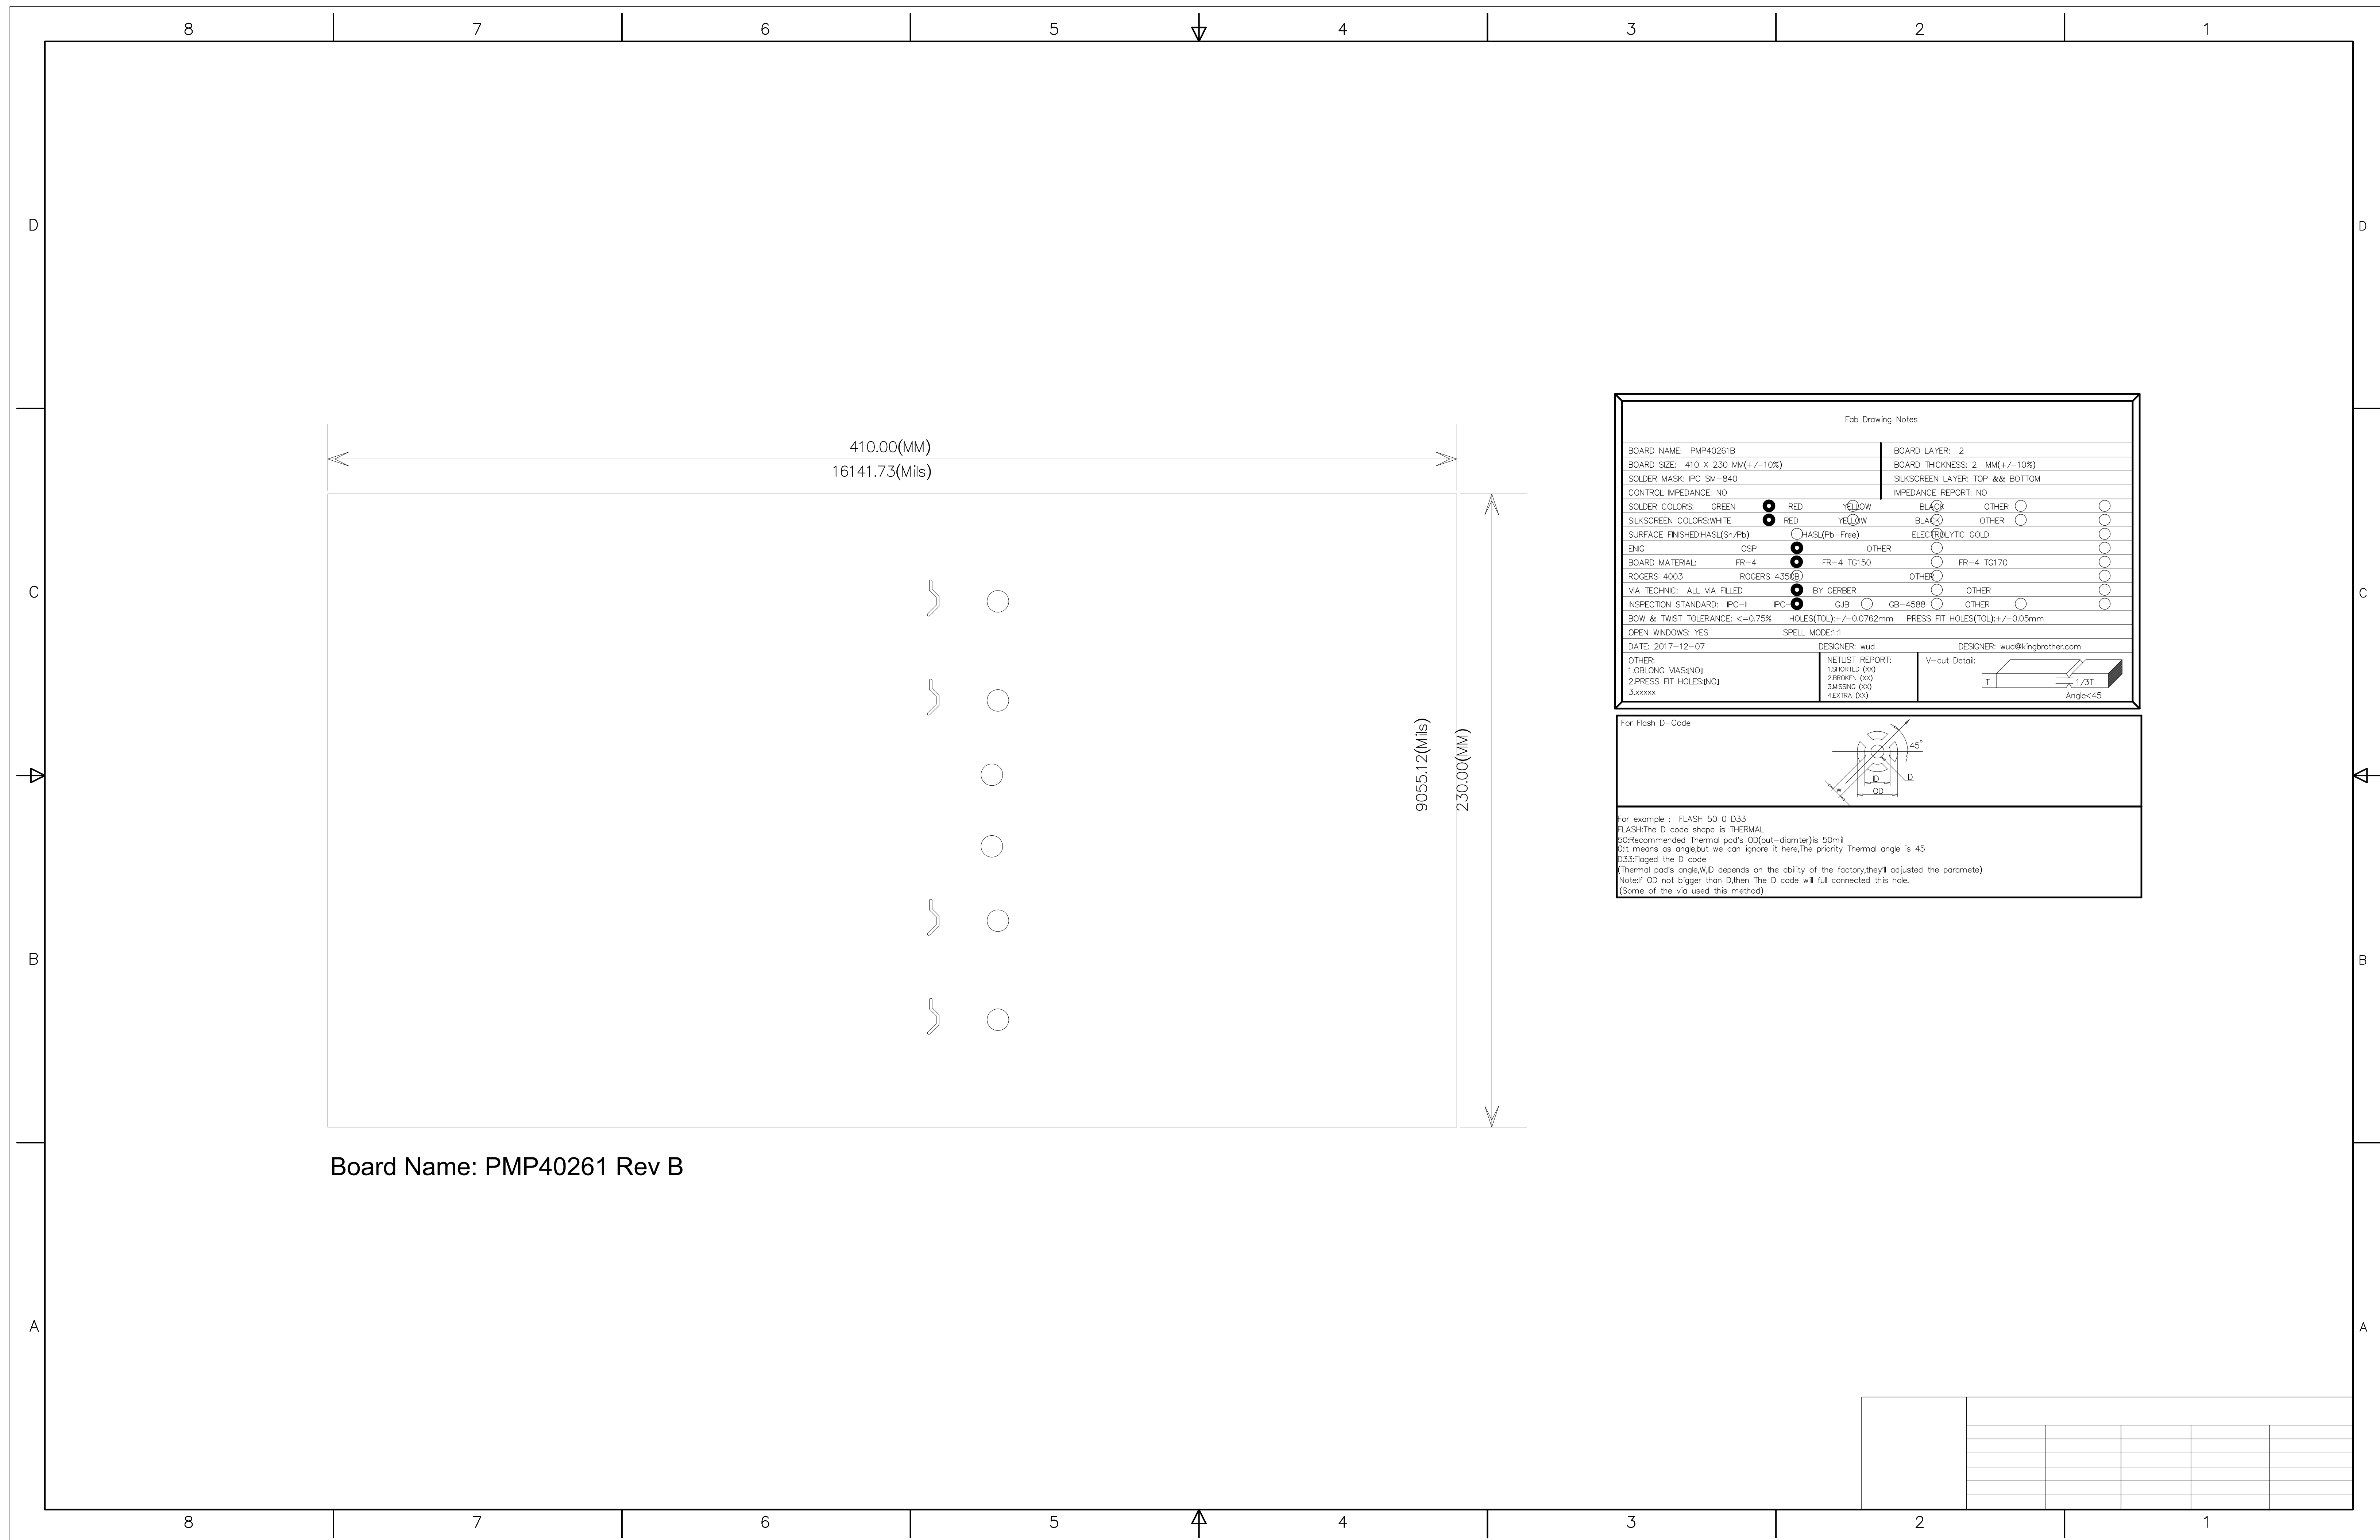 8 7 6 5 4 3 2 1
D D
410.00(MM)
16141.73(Mils)
Fab Drawing Notes
BOARD NAME: PMP40261B BOARD LAYER: 2
BOARD SIZE: 410 X 230 MM(+/-10%) BOARD THICKNESS: 2 MM(+/-10%)
SOLDER MASK: IPC SM-840 SILKSCREEN LAYER: TOP && BOTTOM
CONTROL IMPEDANCE: NO IMPEDANCE REPORT: NO
SOLDER COLORS: GREEN RED YELLOW BLACK OTHER
SILKSCREEN COLORS:WHITE RED YELLOW BLACK OTHER
SURFACE FINISHED:HASL(Sn/Pb) HASL(Pb-Free) ELECTROLYTIC GOLD
ENIG OSP OTHER
BOARD MATERIAL: FR-4 FR-4 TG150 FR-4 TG170
ROGERS 4003 ROGERS 4350B OTHER
VIA TECHNIC: ALL VIA FILLED BY GERBER OTHER
INSPECTION STANDARD: IPC-II IPC- GJB GB-4588 OTHER
BOW & TWIST TOLERANCE: <=0.75% HOLES(TOL):+/-0.0762mm PRESS FIT HOLES(TOL):+/-0.05mm
OPEN WINDOWS: YES SPELL MODE:1:1
DATE: 2017-12-07 DESIGNER: wud DESIGNER: wud@kingbrother.com
OTHER:
1.OBLONG VIAS:[NO]
2.PRESS FIT HOLES:[NO]
3.xxxxx
NETLIST REPORT:
1.SHORTED (XX)
2.BROKEN (XX)
3.MISSING (XX)
4.EXTRA (XX)
V-cut Detail:
T 1/3T
Angle<45
C C
9055.12(Mils)
230.00(MM)
For Flash D-Code
45°
D
ID
W
OD
For example : FLASH 50 0 D33
FLASH:The D code shape is THERMAL
50:Recommended Thermal pad's OD(out-diamter)is 50mil
0:It means as angle,but we can ignore it here,The priority Thermal angle is 45
D33:Flaged the D code
(Thermal pad's angle,W,ID depends on the ability of the factory,they'll adjusted the paramete)
Note:If OD not bigger than D,then The D code will full connected this hole.
(Some of the via used this method)
B B
Board Name: PMP40261 Rev B
A A
8 7 6 5 4 3 2 1